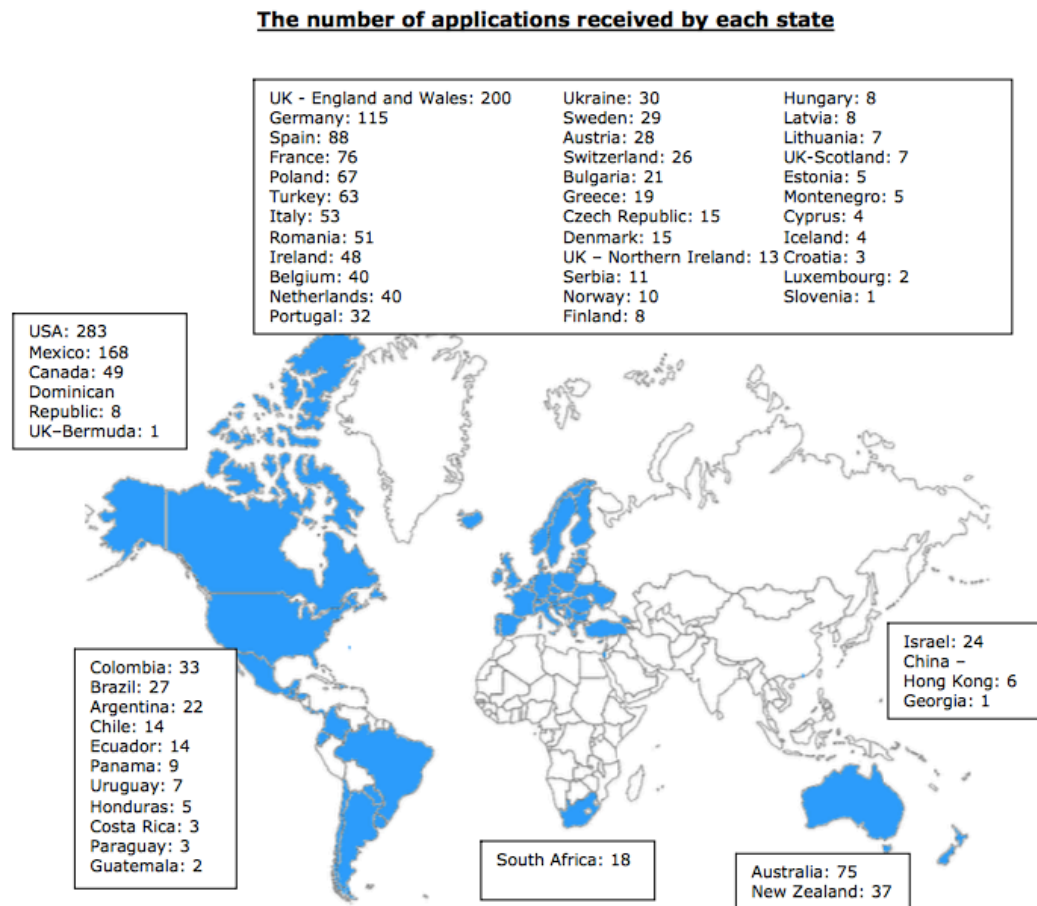 The number of applications received by each state
UK - England and Wales: 200
Germany: 115
Spain: 88
France: 76
Poland: 67
Turkey: 63
Italy: 53
Romania: 51
Ireland: 48
Belgium: 40
Netherlands: 40
Portugal: 32
Ukraine: 30
Sweden: 29
Austria: 28
Switzerland: 26
Bulgaria: 21
Greece: 19
Czech Republic: 15
Denmark: 15
UK – Northern Ireland: 13
Serbia: 11
Norway: 10
Finland: 8
Hungary: 8
Latvia: 8
Lithuania: 7
UK-Scotland: 7
Estonia: 5
Montenegro: 5
Cyprus: 4
Iceland: 4
Croatia: 3
Luxembourg: 2
Slovenia: 1
USA: 283
Mexico: 168
Canada: 49
Dominican
Republic: 8
UK–Bermuda: 1
Colombia: 33
Brazil: 27
Argentina: 22
Chile: 14
Ecuador: 14
Panama: 9
Uruguay: 7
Honduras: 5
Costa Rica: 3
Paraguay: 3
Guatemala: 2
Israel: 24
China –
Hong Kong: 6
Georgia: 1
South Africa: 18
Australia: 75
New Zealand: 37